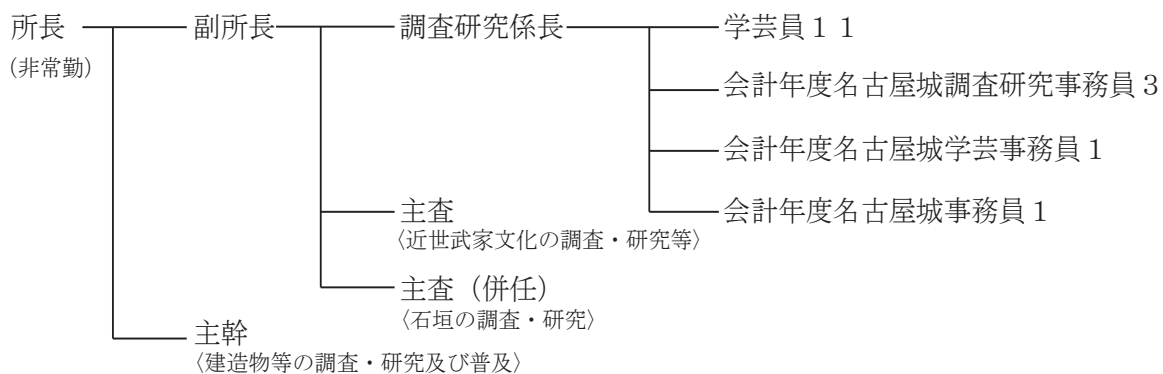 所長
(非常勤)
副所長
調査研究係長
学芸員１１
会計年度名古屋城調査研究事務員３
会計年度名古屋城学芸事務員１
会計年度名古屋城事務員１
主査
〈近世武家文化の調査・研究等〉
主査（併任）
〈石垣の調査・研究〉
主幹
〈建造物等の調査・研究及び普及〉